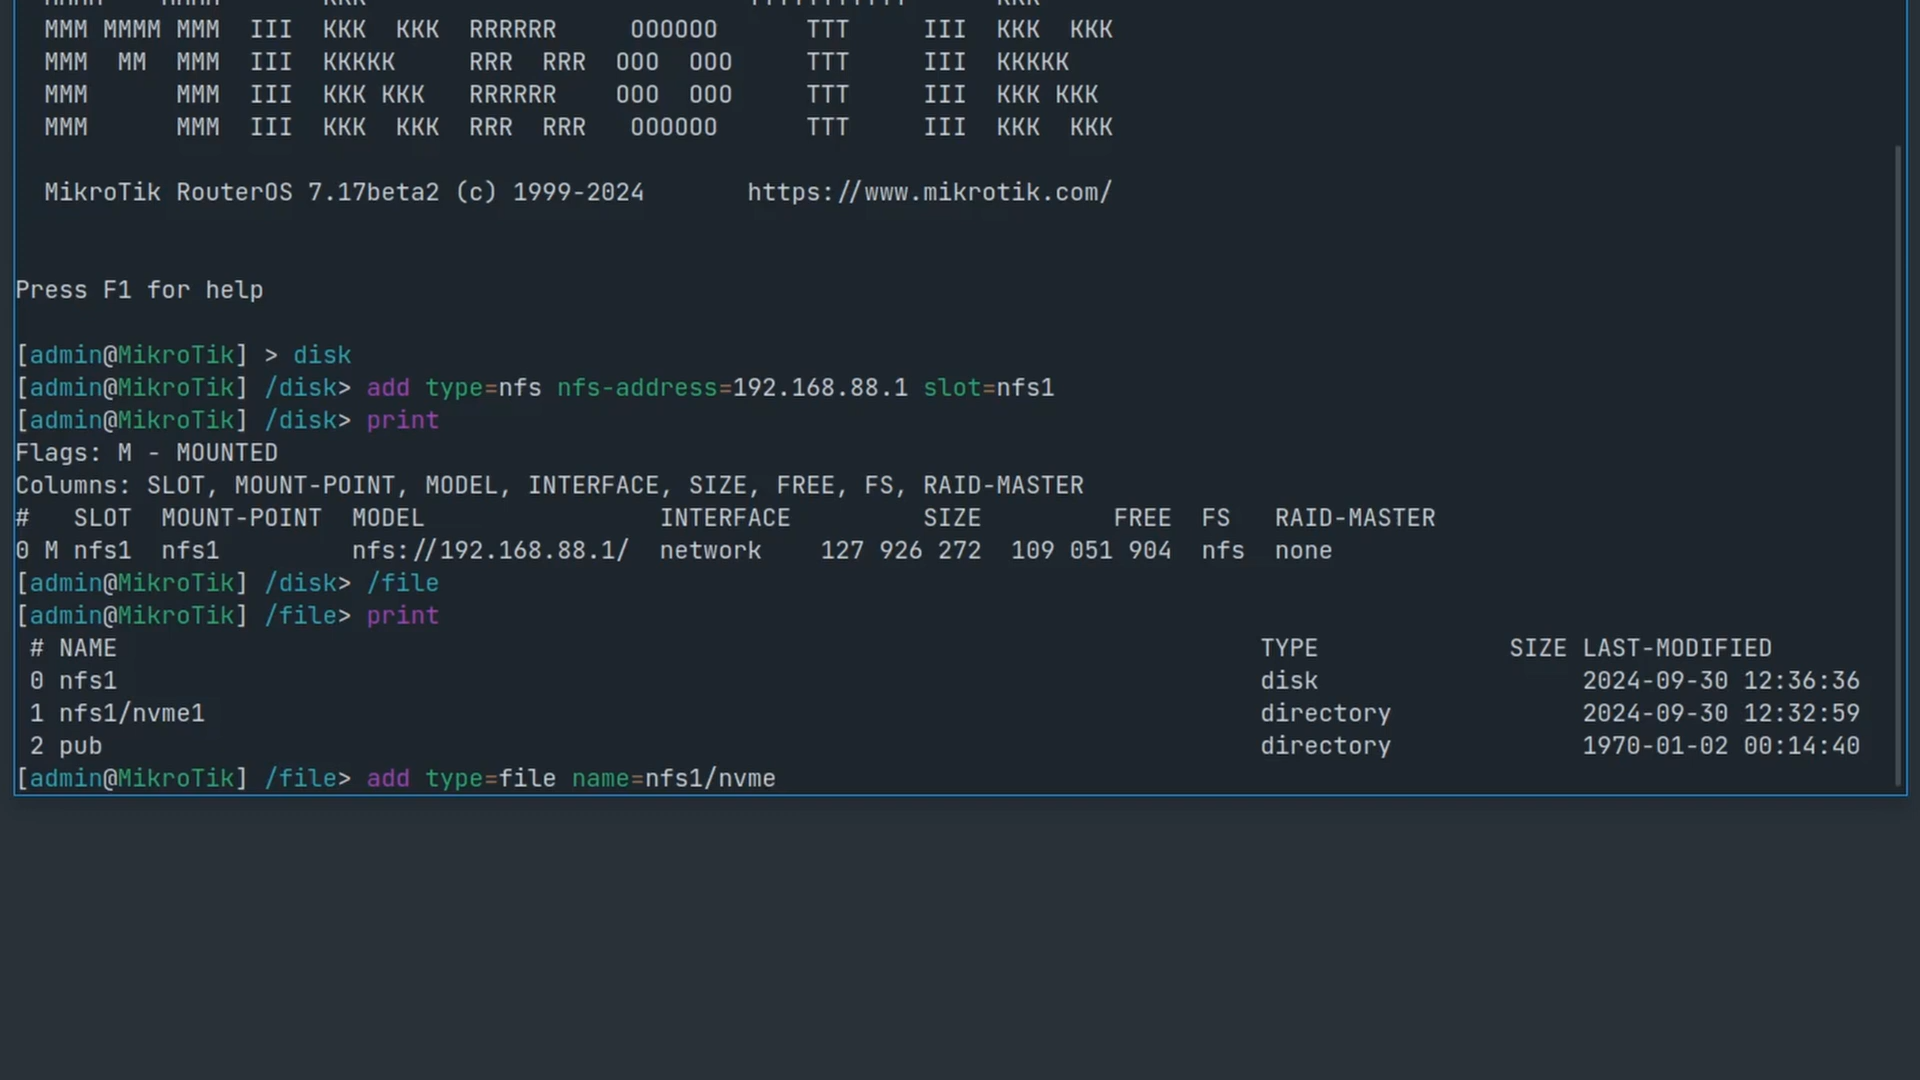 MMM MMMM MMM  III  KKK  KKK  RRRRRR     OOOOOO      TTT     III  KKK  KKK
MMM  MM  MMM  III  KKKKK     RRR  RRR  OOO  OOO     TTT     III  KKKKK
MMM      MMM  III  KKK KKK   RRRRRR    OOO  OOO     TTT     III  KKK KKK
MMM      MMM  III  KKK  KKK  RRR  RRR   OOOOOO      TTT     III  KKK  KKK
MikroTik RouterOS 7.17beta2 (c) 1999-2024       https://www.mikrotik.com/
Press F1 for help
[admin@MikroTik] > disk
[admin@MikroTik] /disk> add type=nfs nfs-address=192.168.88.1 slot=nfs1
[admin@MikroTik] /disk> print
Flags: M - MOUNTED
Columns: SLOT, MOUNT-POINT, MODEL, INTERFACE, SIZE, FREE, FS, RAID-MASTER
#   SLOT  MOUNT-POINT  MODEL                INTERFACE         SIZE         FREE  FS   RAID-MASTER
0 M nfs1  nfs1         nfs://192.168.88.1/  network    127 926 272  109 051 904  nfs  none
[admin@MikroTik] /disk> /file
[admin@MikroTik] /file> print
# NAME TYPE SIZE LAST-MODIFIED
0 nfs1 disk 2024-09-30 12:36:36
1 nfs1/nvme1 directory 2024-09-30 12:32:59
2 pub directory 1970-01-02 00:14:40
[admin@MikroTik] /file> add type=file name=nfs1/nvme